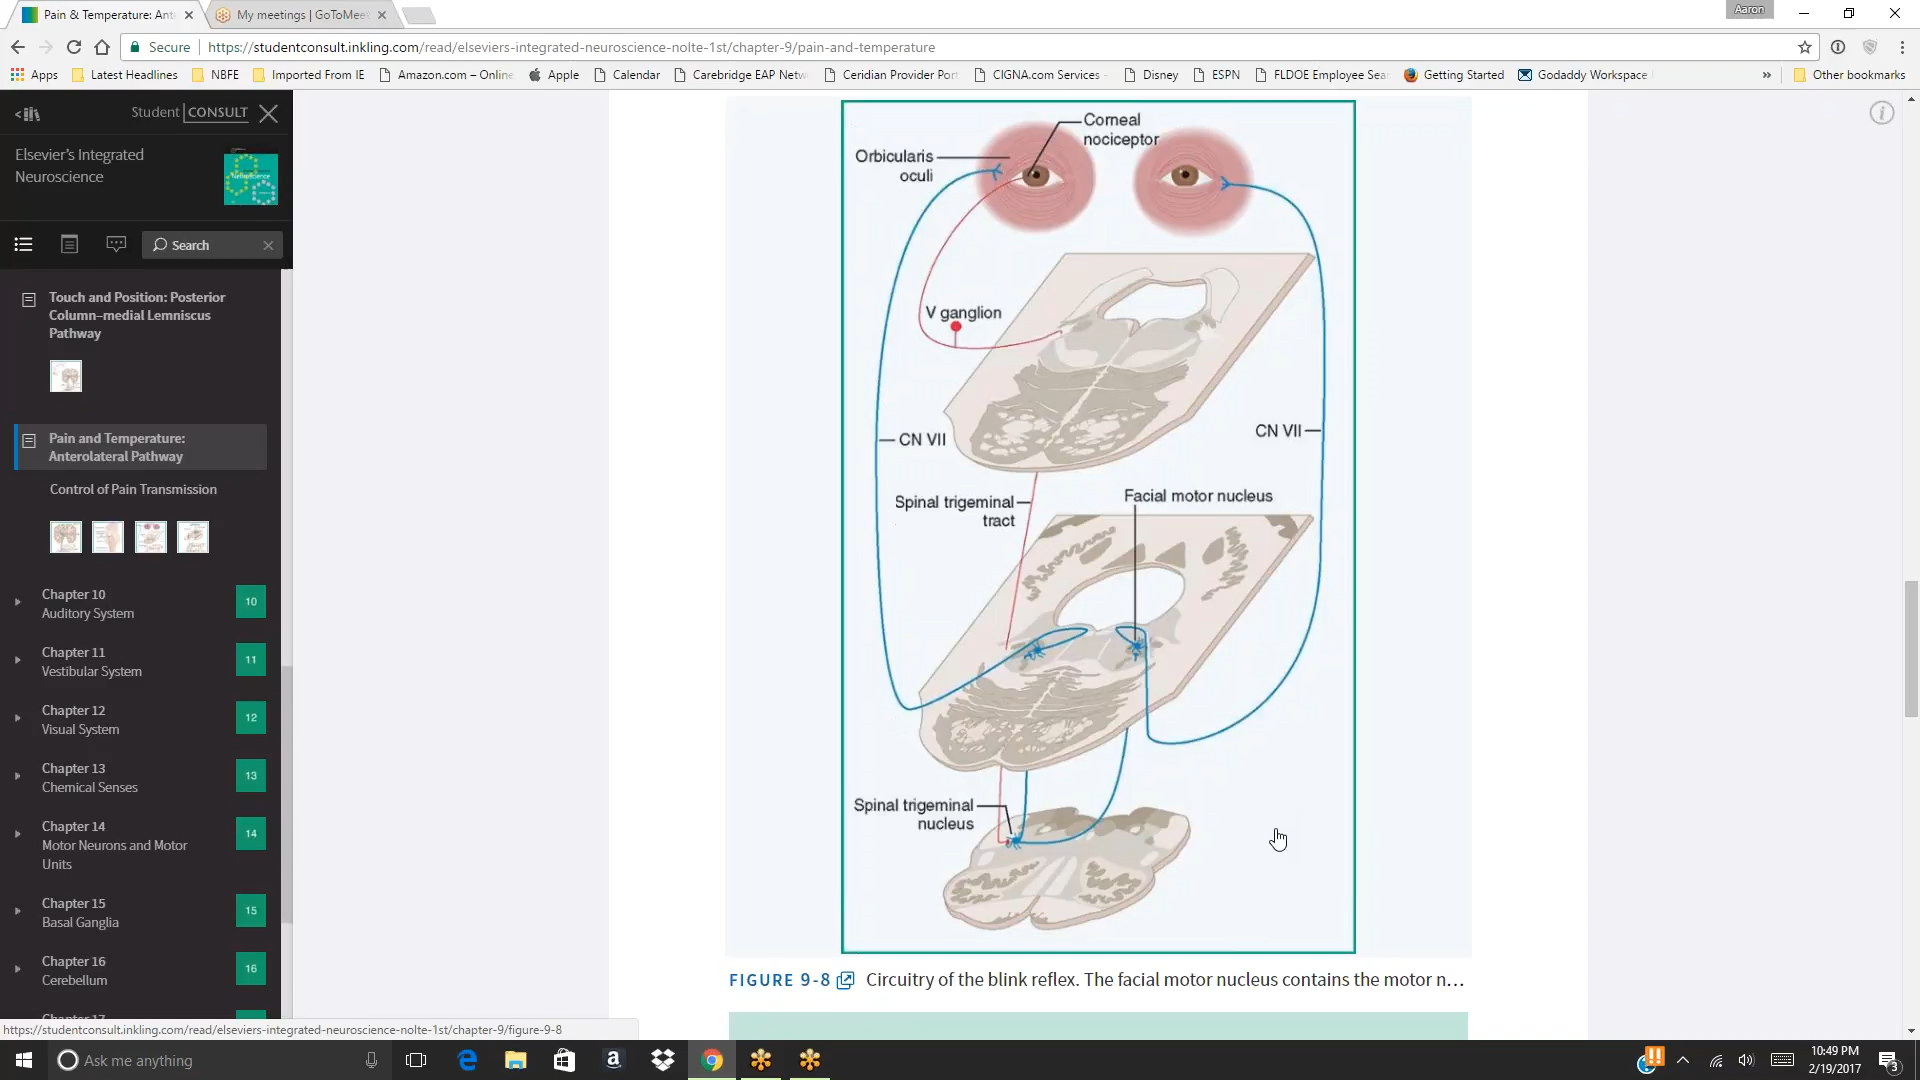 Pain & Temperature: Ante
My meetings | GoToMeet
Aaron
Secure
https://studentconsult.inkling.com/read/elseviers-integrated-neuroscience-nolte-1st/chapter-9/pain-and-temperature
Apps
Latest Headlines
NBFE
Imported From IE
Amazon.com – Online
Apple
Calendar
Carebridge EAP Netw
Ceridian Provider Por
CIGNA.com Services -
Disney
ESPN
FLDOE Employee Sea
Getting Started
Godaddy Workspace
Other bookmarks
Student CONSULT
Elsevier's Integrated
Neuroscience
Search
Touch and Position: Posterior
Column–medial Lemniscus
Pathway
Pain and Temperature:
Anterolateral Pathway
Control of Pain Transmission
Chapter 10
Auditory System
10
Chapter 11
Vestibular System
11
Chapter 12
Visual System
12
Chapter 13
Chemical Senses
13
Chapter 14
Motor Neurons and Motor
Units
14
Chapter 15
Basal Ganglia
15
Chapter 16
Cerebellum
16
Chapter 17
Corneal
nociceptor
Orbicularis
oculi
V ganglion
CN VII
CN VII
Spinal trigeminal
tract
Facial motor nucleus
Spinal trigeminal
nucleus
FIGURE 9-8 Circuitry of the blink reflex. The facial motor nucleus contains the motor n…
https://studentconsult.inkling.com/read/elseviers-integrated-neuroscience-nolte-1st/chapter-9/figure-9-8
Ask me anything
10:49 PM
2/19/2017
3